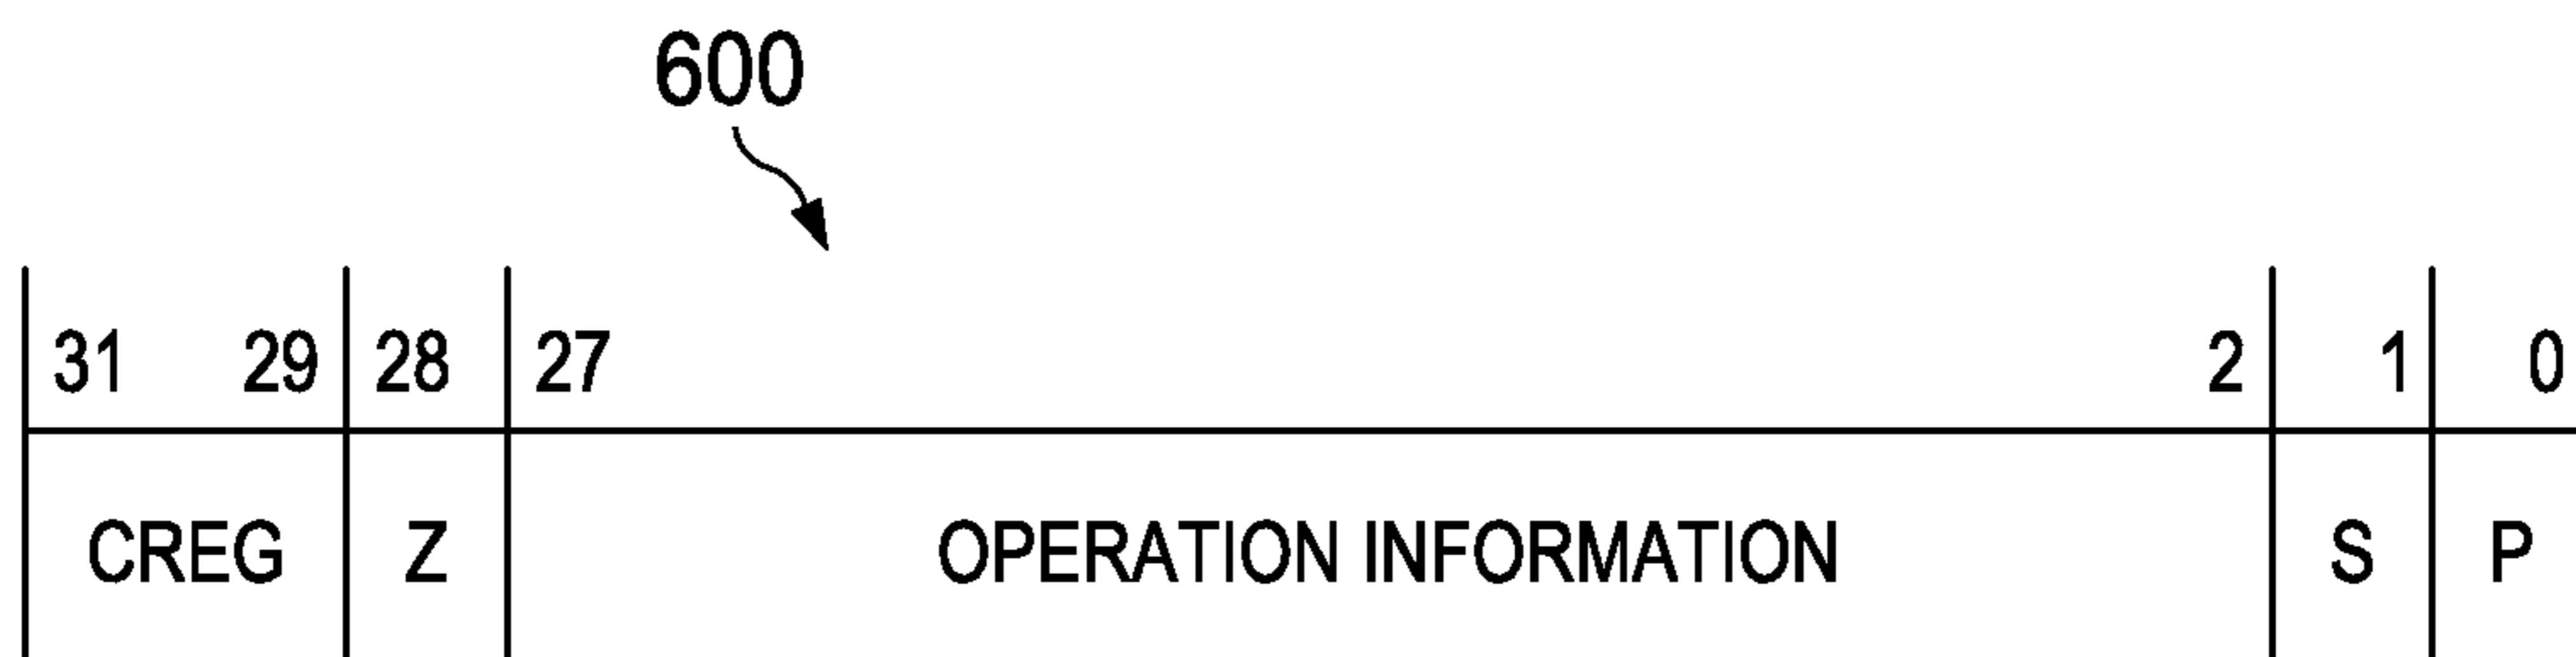 600
31 29 28 27 2 1 0
CREG Z OPERATION INFORMATION S P